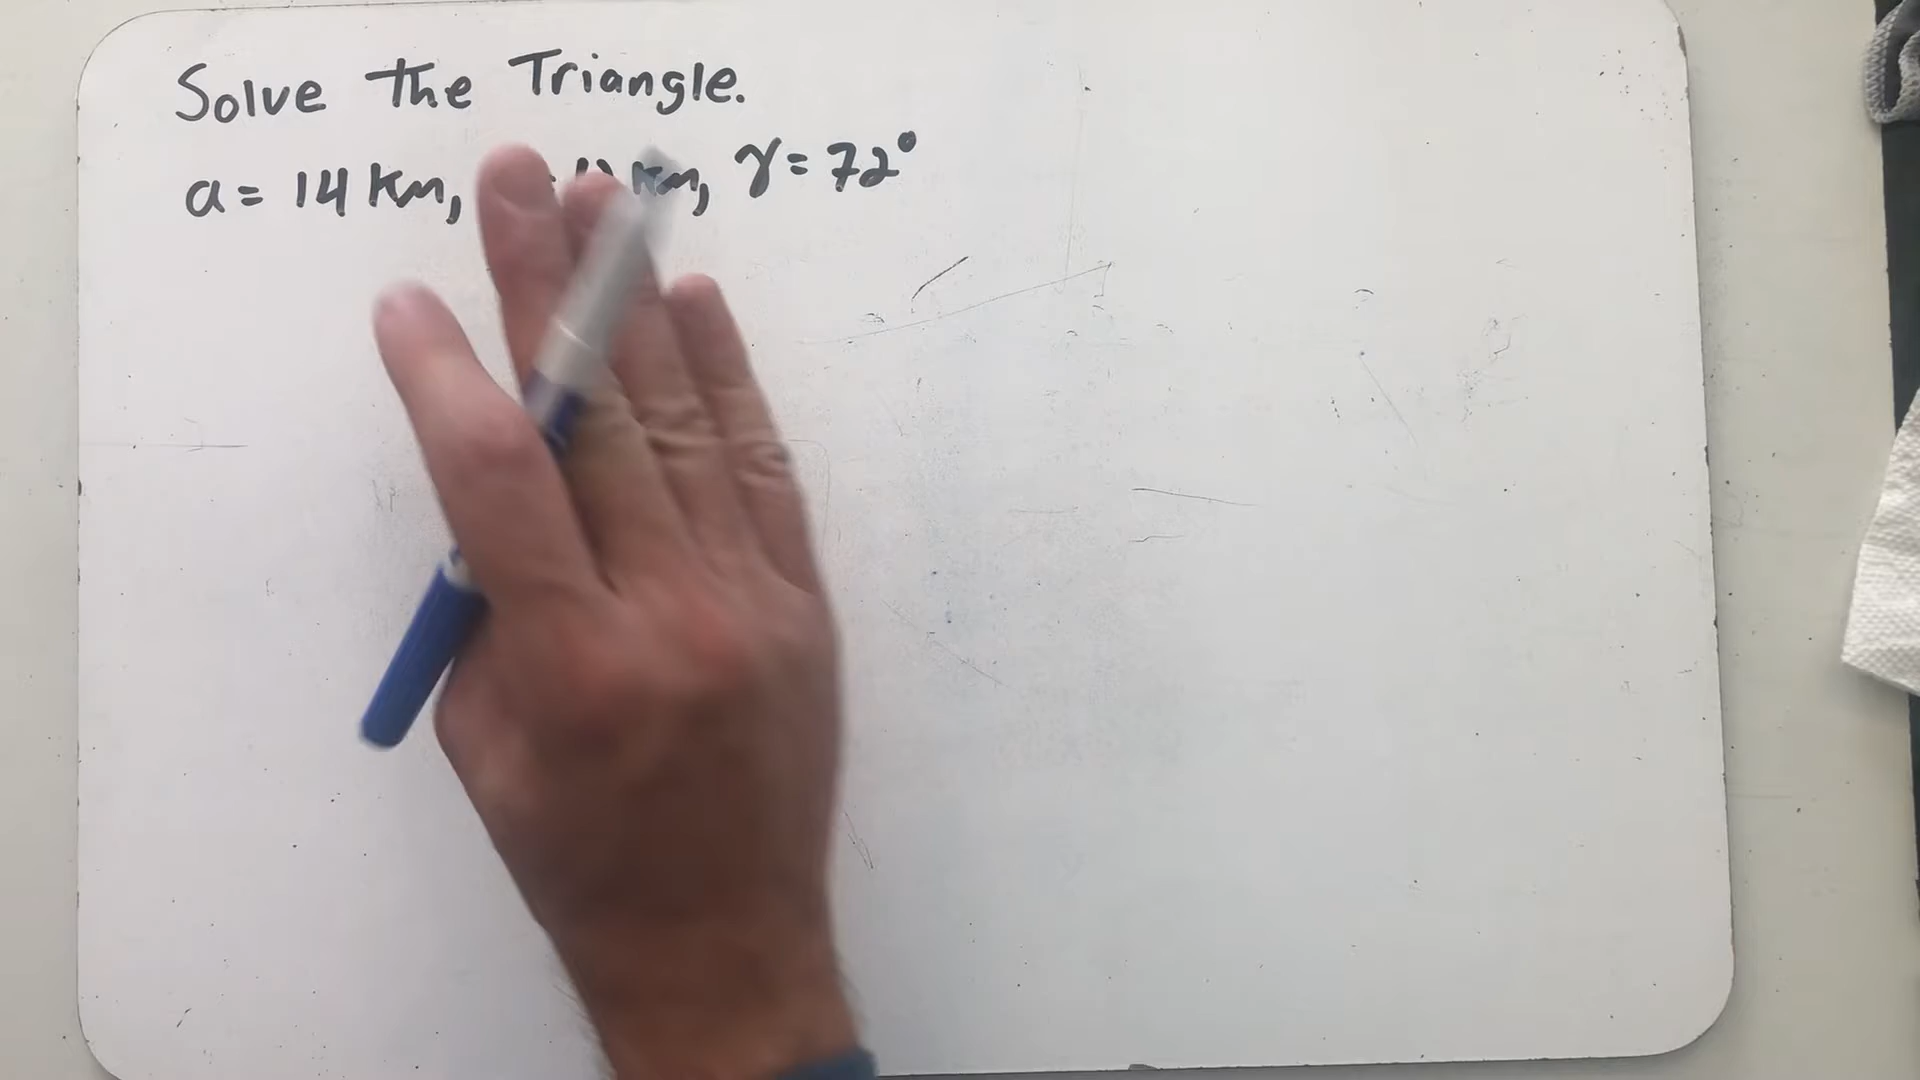 Solve the Triangle.
a = 14 km, km, γ = 72°